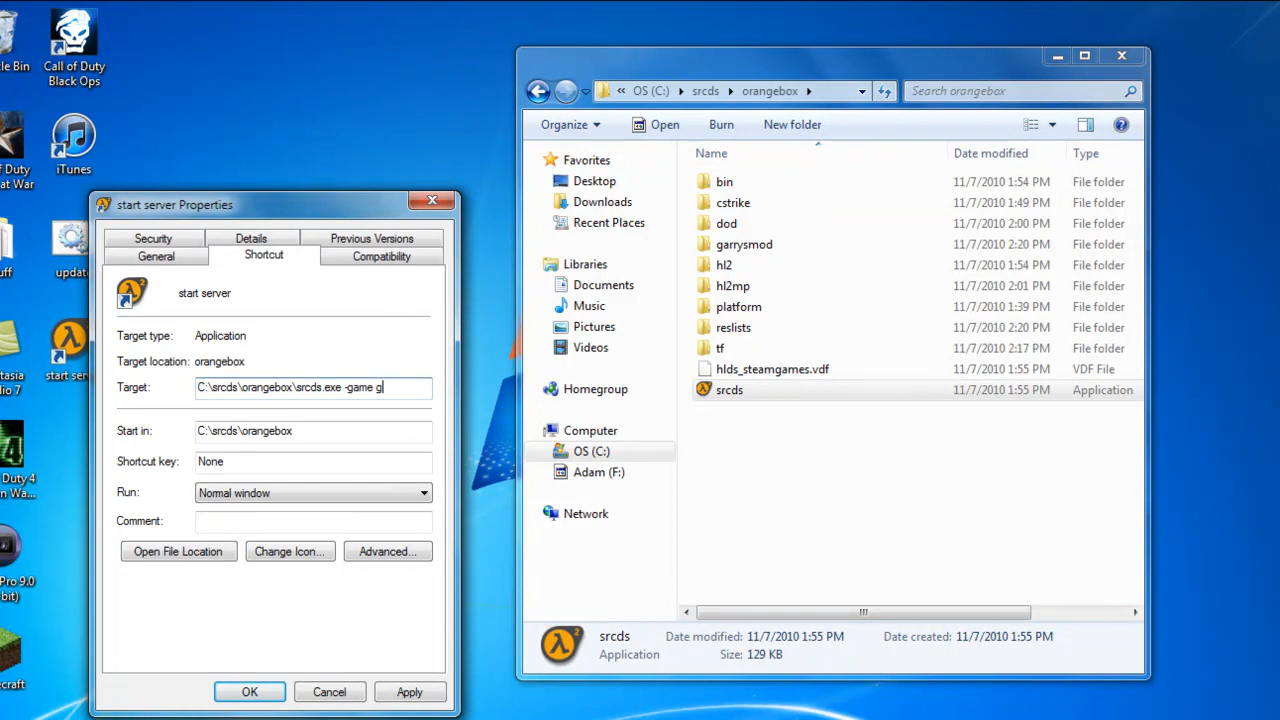 cle Bin
Call of Duty
Black Ops
iTunes
of Duty
at War
uff
updat
start serv
tasia
lio 7
Duty 4
n Wa...
Pro 9.0
bit)
ecraft
start server Properties
Security
Details
Previous Versions
General
Shortcut
Compatibility
start server
Target type:
Application
Target location:
orangebox
Target:
C:\srcds\orangebox\srcds.exe -game g
Start in:
C:\srcds\orangebox
Shortcut key:
None
Run:
Normal window
Comment:
Open File Location
Change Icon...
Advanced...
OK
Cancel
Apply
« OS (C:) ▸ srcds ▸ orangebox ▸
Search orangebox
Organize
Open
Burn
New folder
Favorites
Desktop
Downloads
Recent Places
Libraries
Documents
Music
Pictures
Videos
Homegroup
Computer
OS (C:)
Adam (F:)
Network
Name
Date modified
Type
bin 11/7/2010 1:54 PM File folder
cstrike 11/7/2010 1:49 PM File folder
dod 11/7/2010 2:00 PM File folder
garrysmod 11/7/2010 2:20 PM File folder
hl2 11/7/2010 1:54 PM File folder
hl2mp 11/7/2010 2:01 PM File folder
platform 11/7/2010 1:39 PM File folder
reslists 11/7/2010 2:20 PM File folder
tf 11/7/2010 2:17 PM File folder
hlds_steamgames.vdf 11/7/2010 1:55 PM VDF File
srcds 11/7/2010 1:55 PM Application
srcds
Date modified: 11/7/2010 1:55 PM
Date created: 11/7/2010 1:55 PM
Application
Size: 129 KB